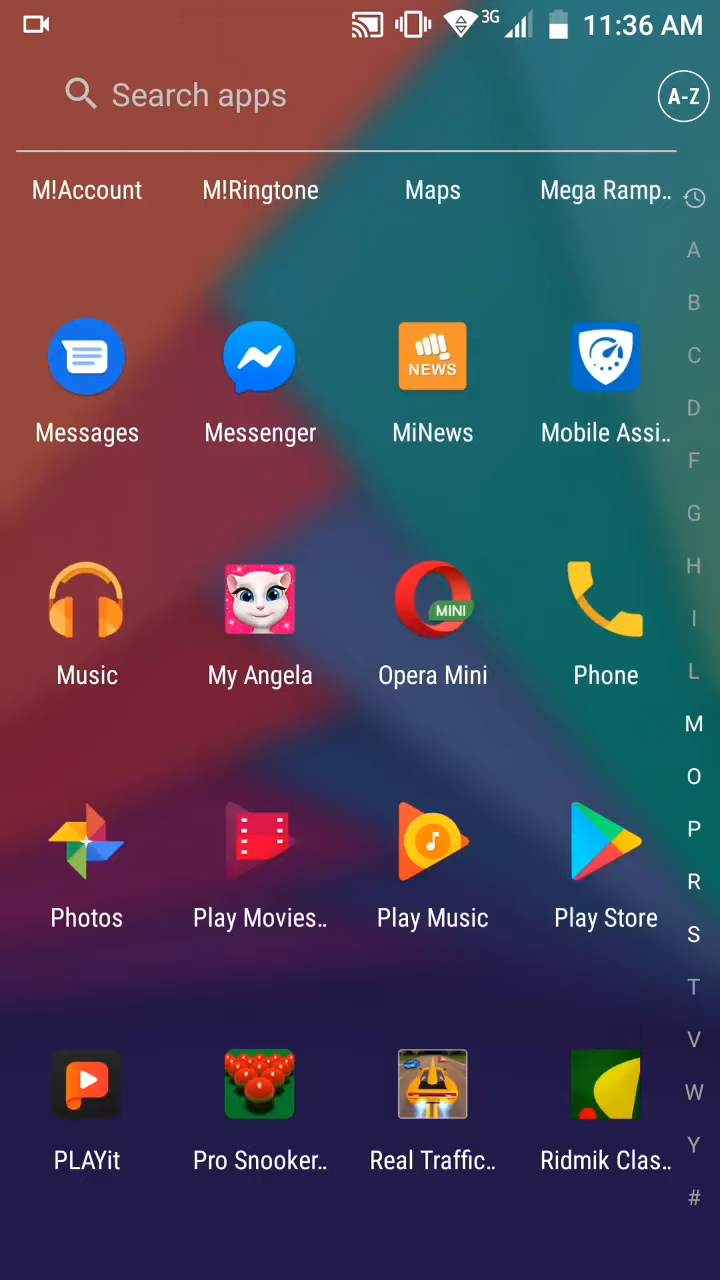 3G 11:36 AM
Search apps
A-Z
M!Account M!Ringtone Maps Mega Ramp..
A
B
NEWS
C
Messages Messenger MiNews Mobile Assi..
D
F
G
H
MINI
I
Music My Angela Opera Mini Phone
L
M
O
P
R
Photos Play Movies.. Play Music Play Store
S
T
V
W
PLAYit Pro Snooker.. Real Traffic.. Ridmik Clas..
Y
#